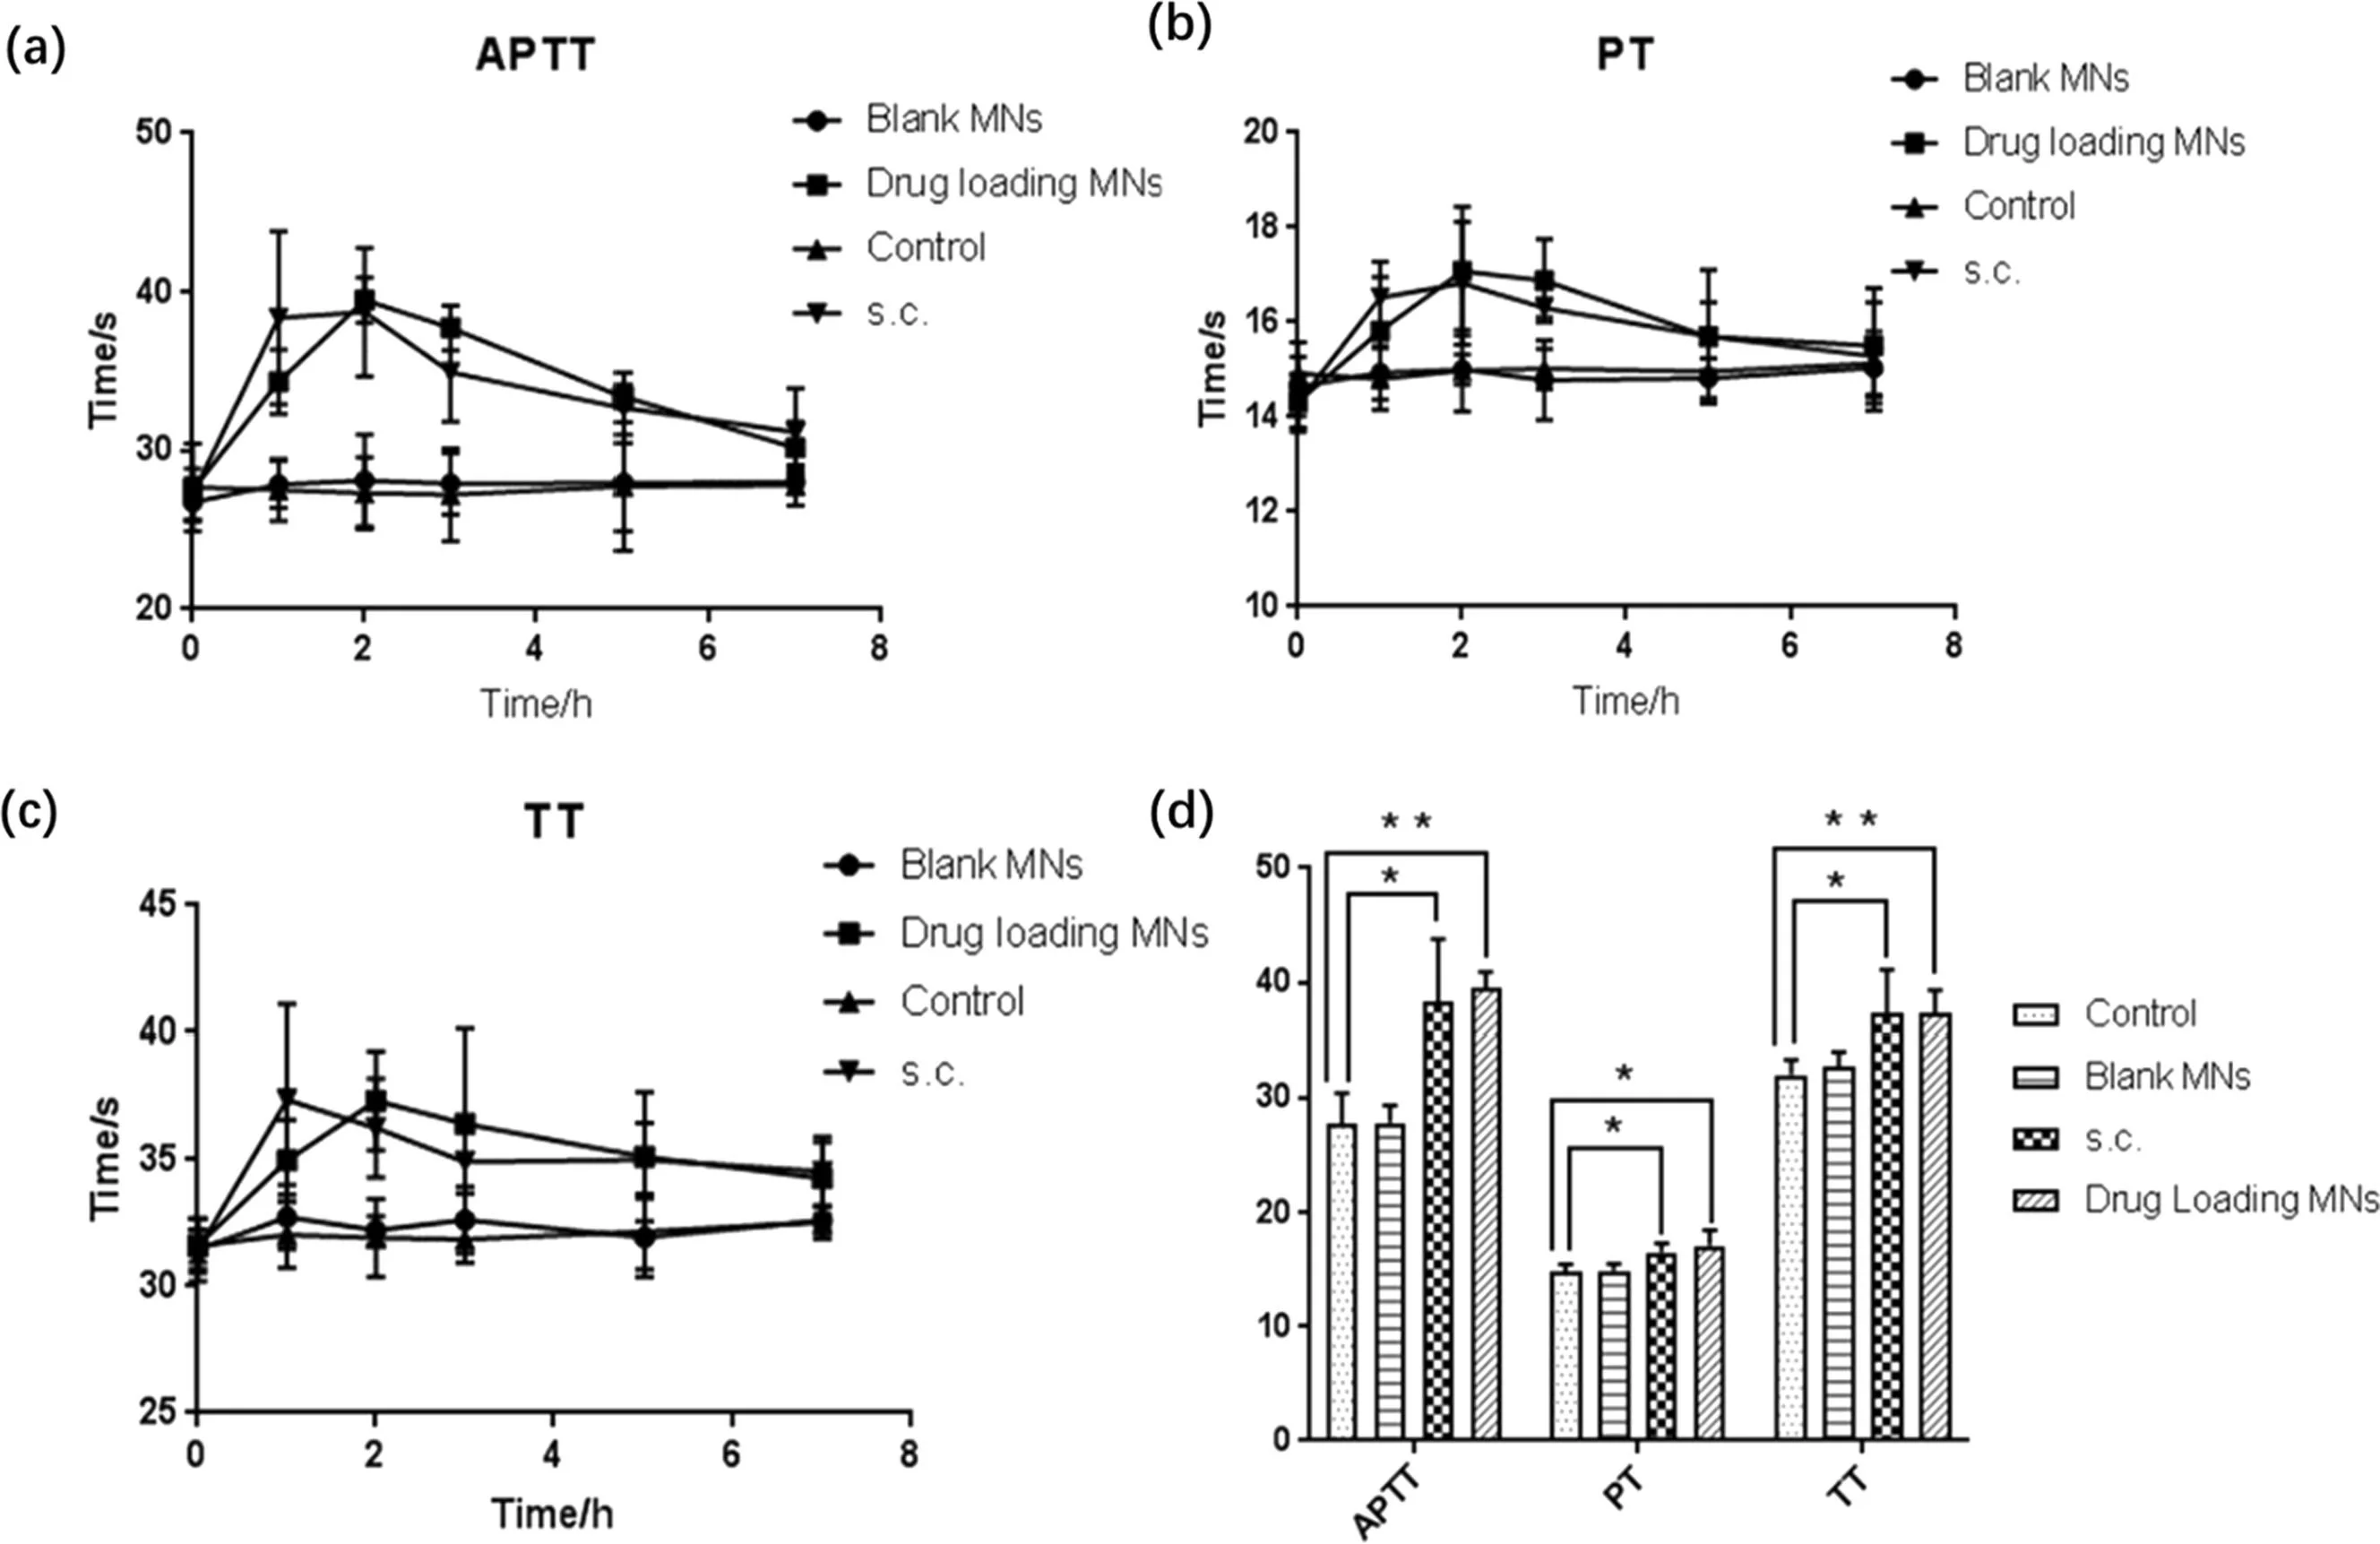 (a)
APTT
Blank MNs
Drug loading MNs
Control
s.c.
50
40
30
20
Time/s
0 2 4 6 8
Time/h
(b)
PT
Blank MNs
Drug loading MNs
Control
s.c.
20
18
16
14
12
10
Time/s
0 2 4 6 8
Time/h
(c)
TT
Blank MNs
Drug loading MNs
Control
s.c.
45
40
35
30
25
Time/s
0 2 4 6 8
Time/h
(d)
* *
*
*
*
* *
*
50
40
30
20
10
0
APTT PT TT
Control
Blank MNs
s.c.
Drug Loading MNs